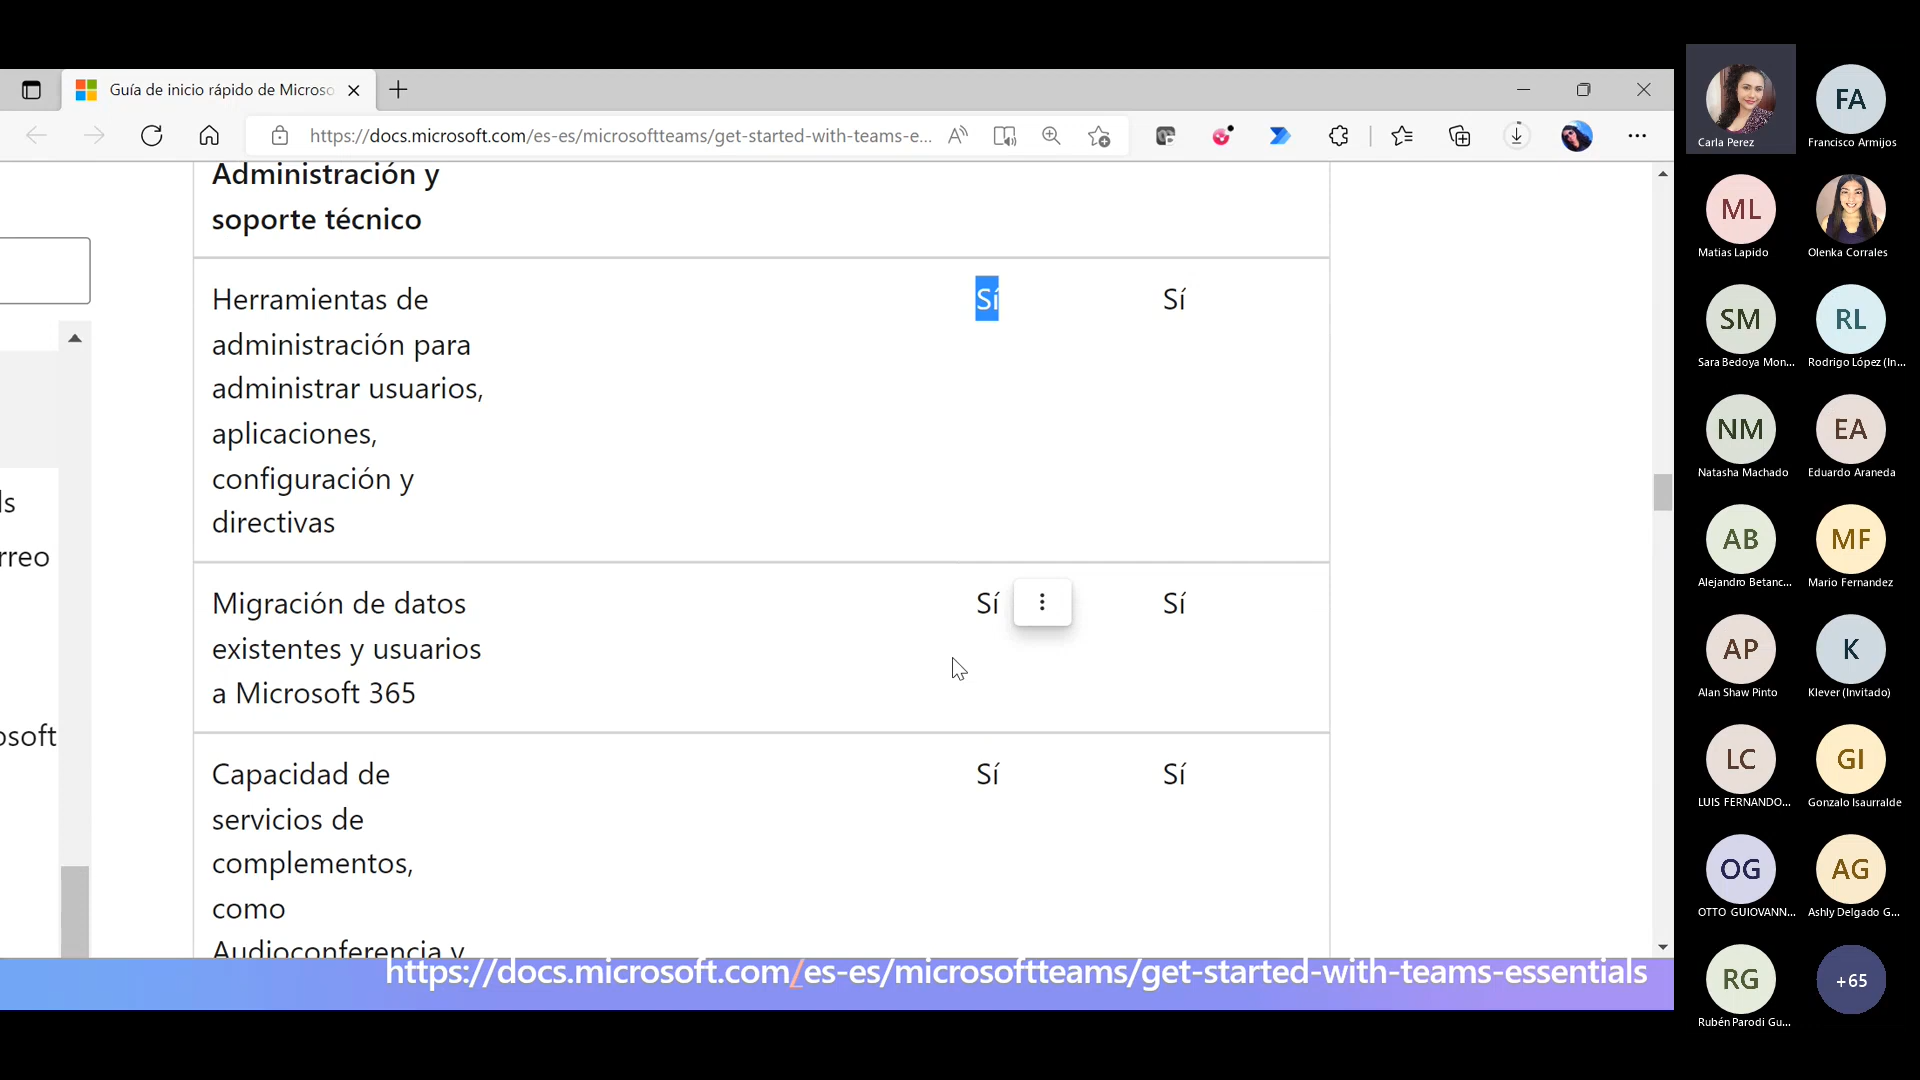 Guía de inicio rápido de Microso
https://docs.microsoft.com/es-es/microsoftteams/get-started-with-teams-e...
Administración y
soporte técnico
Herramientas de
administración para
administrar usuarios,
aplicaciones,
configuración y
directivas
Sí
Sí
Migración de datos
existentes y usuarios
a Microsoft 365
Sí
Sí
Capacidad de
servicios de
complementos,
como
Audioconferencia y
Sí
Sí
ls
rreo
osoft
https://docs.microsoft.com/es-es/microsoftteams/get-started-with-teams-essentials
Carla Perez
FA
Francisco Armijos
ML
Matias Lapido
Olenka Corrales
SM
Sara Bedoya Mon...
RL
Rodrigo López (In...
NM
Natasha Machado
EA
Eduardo Araneda
AB
Alejandro Betanc...
MF
Mario Fernandez
AP
Alan Shaw Pinto
K
Klever (Invitado)
LC
LUIS FERNANDO...
GI
Gonzalo Isaurralde
OG
OTTO GUIOVANN...
AG
Ashly Delgado G...
RG
Rubén Parodi Gu...
+65